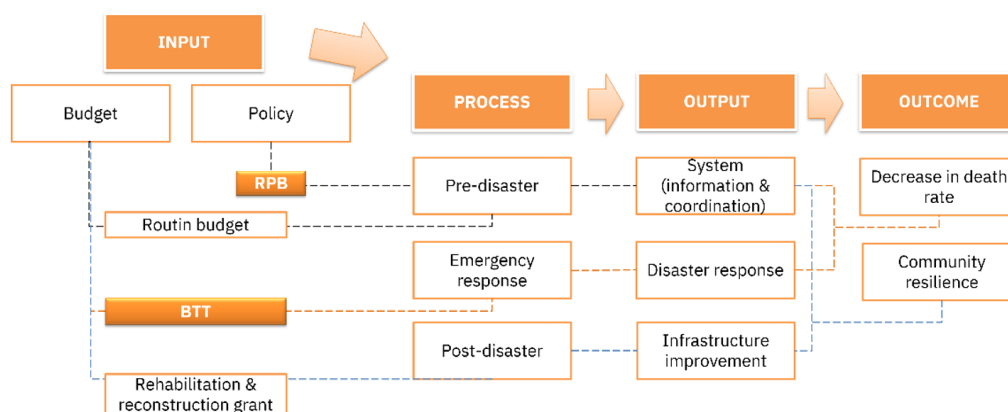 INPUT
PROCESS
OUTPUT
OUTCOME
Budget
Policy
RPB
Routin budget
BTT
Rehabilitation &
reconstruction grant
Pre-disaster
Emergency
response
Post-disaster
System
(information &
coordination)
Disaster response
Infrastructure
improvement
Decrease in death
rate
Community
resilience